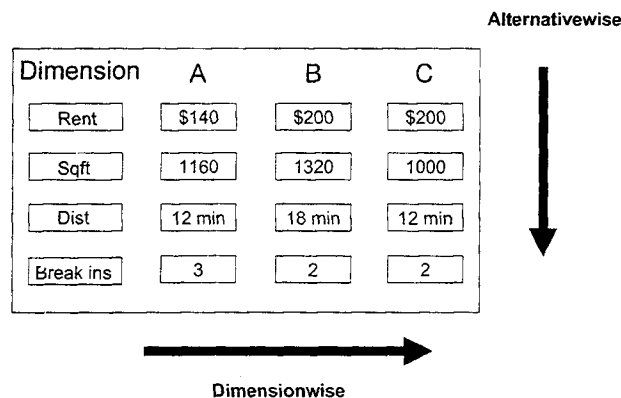 Alternativewise
Dimension A B C
Rent $140 $200 $200
Sqft 1160 1320 1000
Dist 12 min 18 min 12 min
Break ins 3 2 2
Dimensionwise